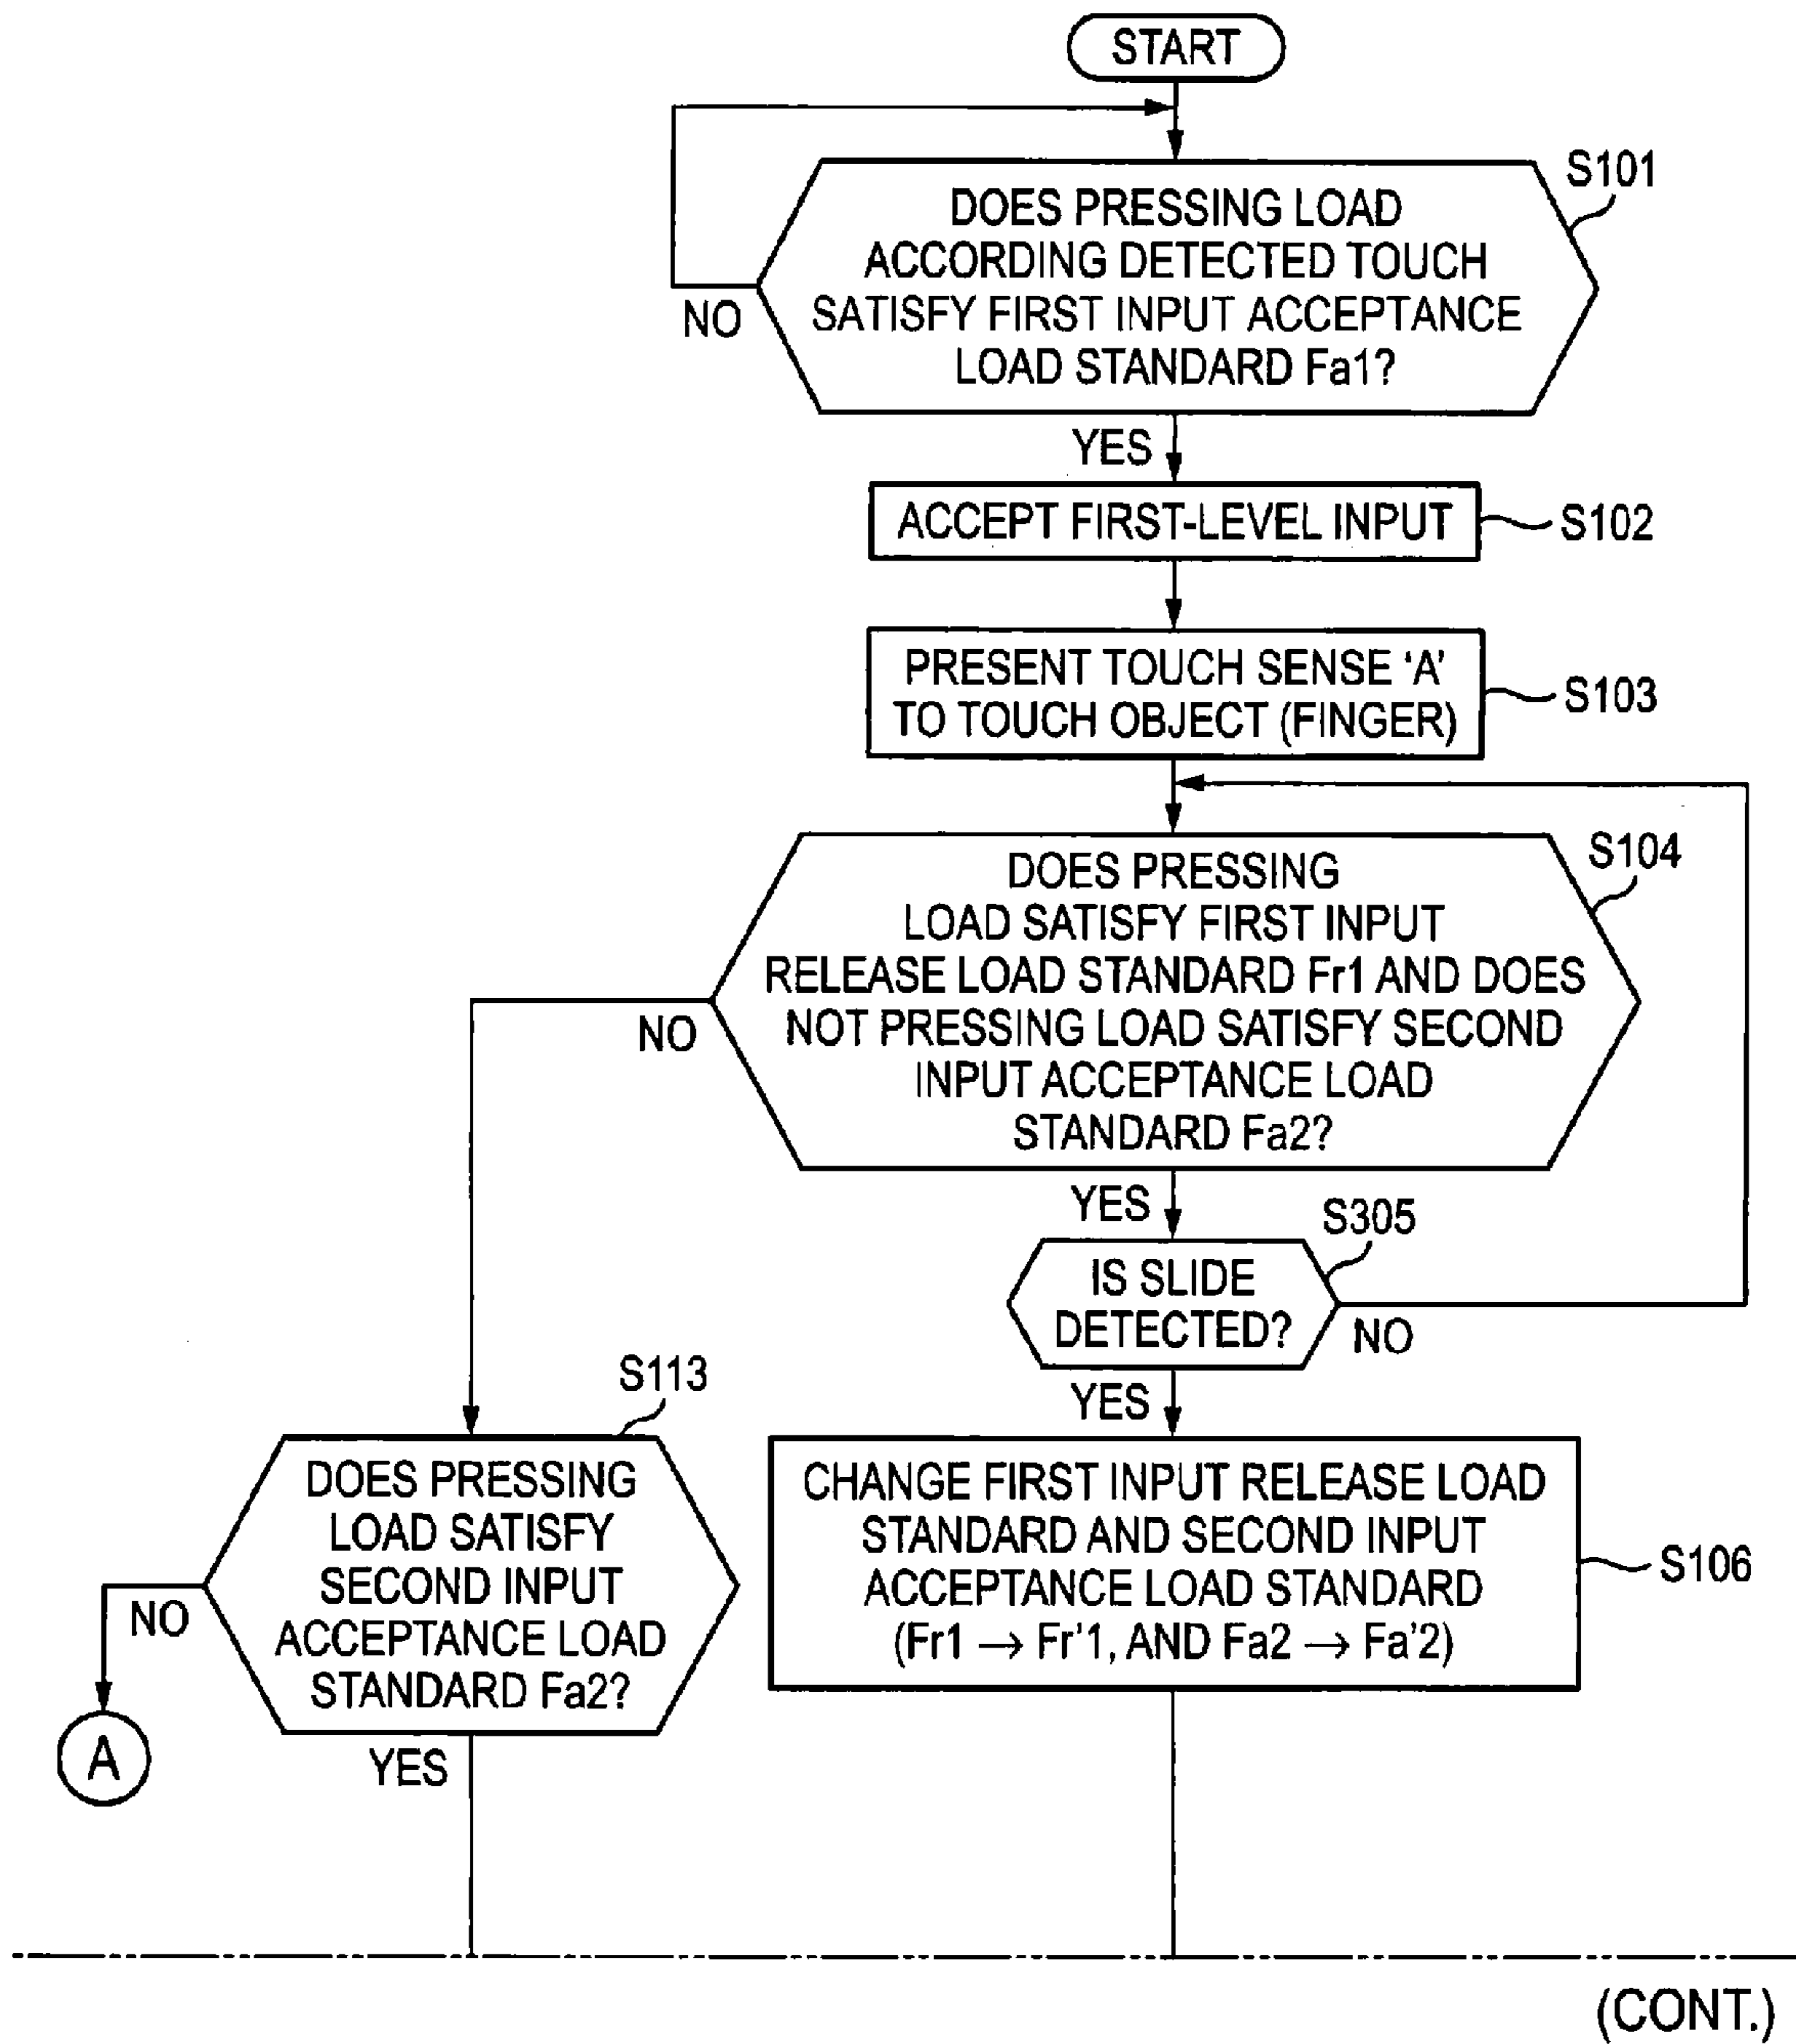 START
S101
DOES PRESSING LOAD
ACCORDING DETECTED TOUCH
SATISFY FIRST INPUT ACCEPTANCE
LOAD STANDARD Fa1?
NO
YES
ACCEPT FIRST-LEVEL INPUT
S102
PRESENT TOUCH SENSE ‘A’
TO TOUCH OBJECT (FINGER)
S103
S104
DOES PRESSING
LOAD SATISFY FIRST INPUT
RELEASE LOAD STANDARD Fr1 AND DOES
NOT PRESSING LOAD SATISFY SECOND
INPUT ACCEPTANCE LOAD
STANDARD Fa2?
NO
YES
S305
IS SLIDE
DETECTED?
NO
YES
S113
DOES PRESSING
LOAD SATISFY
SECOND INPUT
ACCEPTANCE LOAD
STANDARD Fa2?
NO
A
YES
CHANGE FIRST INPUT RELEASE LOAD
STANDARD AND SECOND INPUT
ACCEPTANCE LOAD STANDARD
(Fr1 → Fr’1, AND Fa2 → Fa’2)
S106
(CONT.)